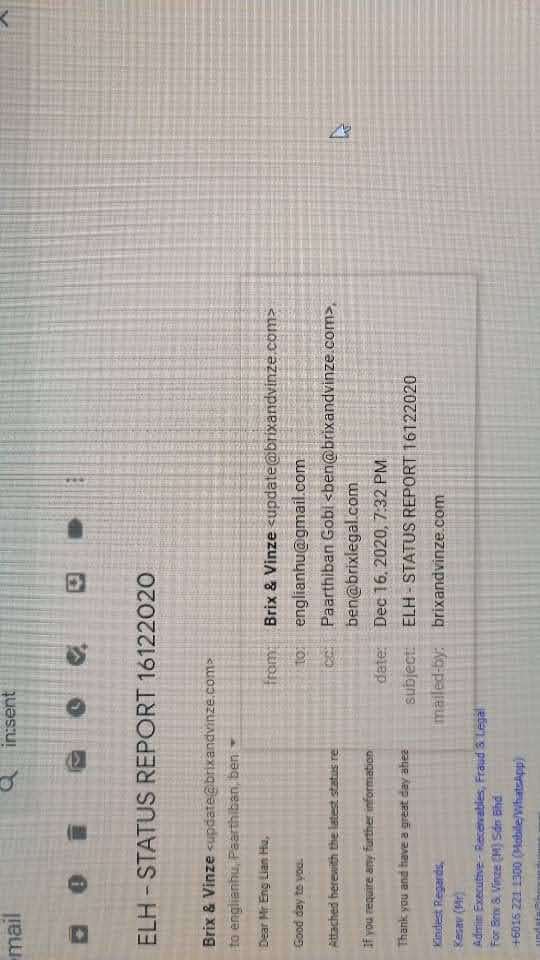 mail
in:sent
ELH - STATUS REPORT 16122020
Brix & Vinze <update@brixandvinze.com>
to englianhu, Paarthiban, ben
from: Brix & Vinze <update@brixandvinze.com>
to: englianhu@gmail.com
cc: Paarthiban Gobi <ben@brixandvinze.com>,
ben@brixlegal.com
date: Dec 16, 2020, 7:32 PM
subject: ELH - STATUS REPORT 16122020
mailed-by: brixandvinze.com
Dear Mr Eng Lian Hu,
Good day to you.
Attached herewith the latest status re
If you require any further information
Thank you and have a great day ahea
Kindest Regards,
Kesav (Mr)
Admin Executive - Receivables, Fraud & Legal
For Brix & Vinze (M) Sdn Bhd
+6016 221 1300 (Mobile/WhatsApp)